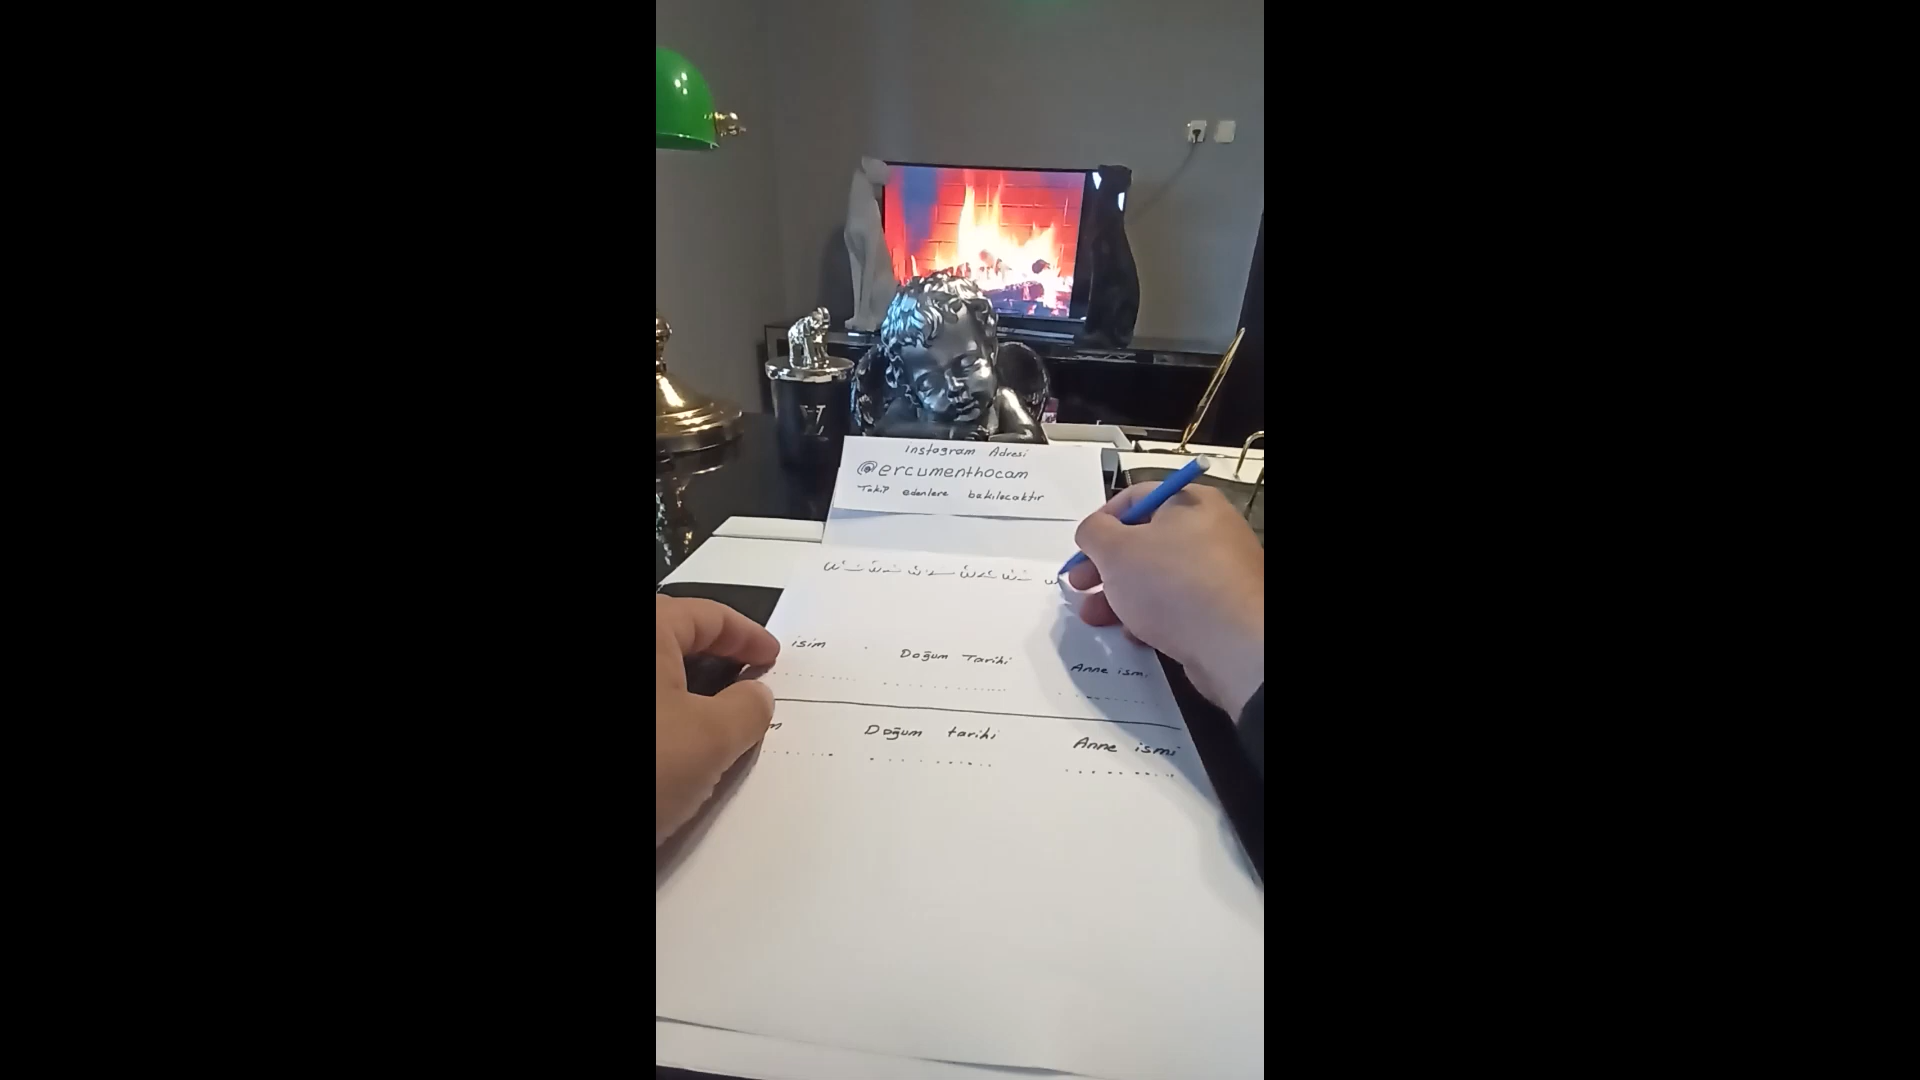 instagram Adresi
@ercumenthocam
Takip edenlere bakılacaktır
isim Doğum Tarihi Anne ismi
Doğum tarihi Anne ismi